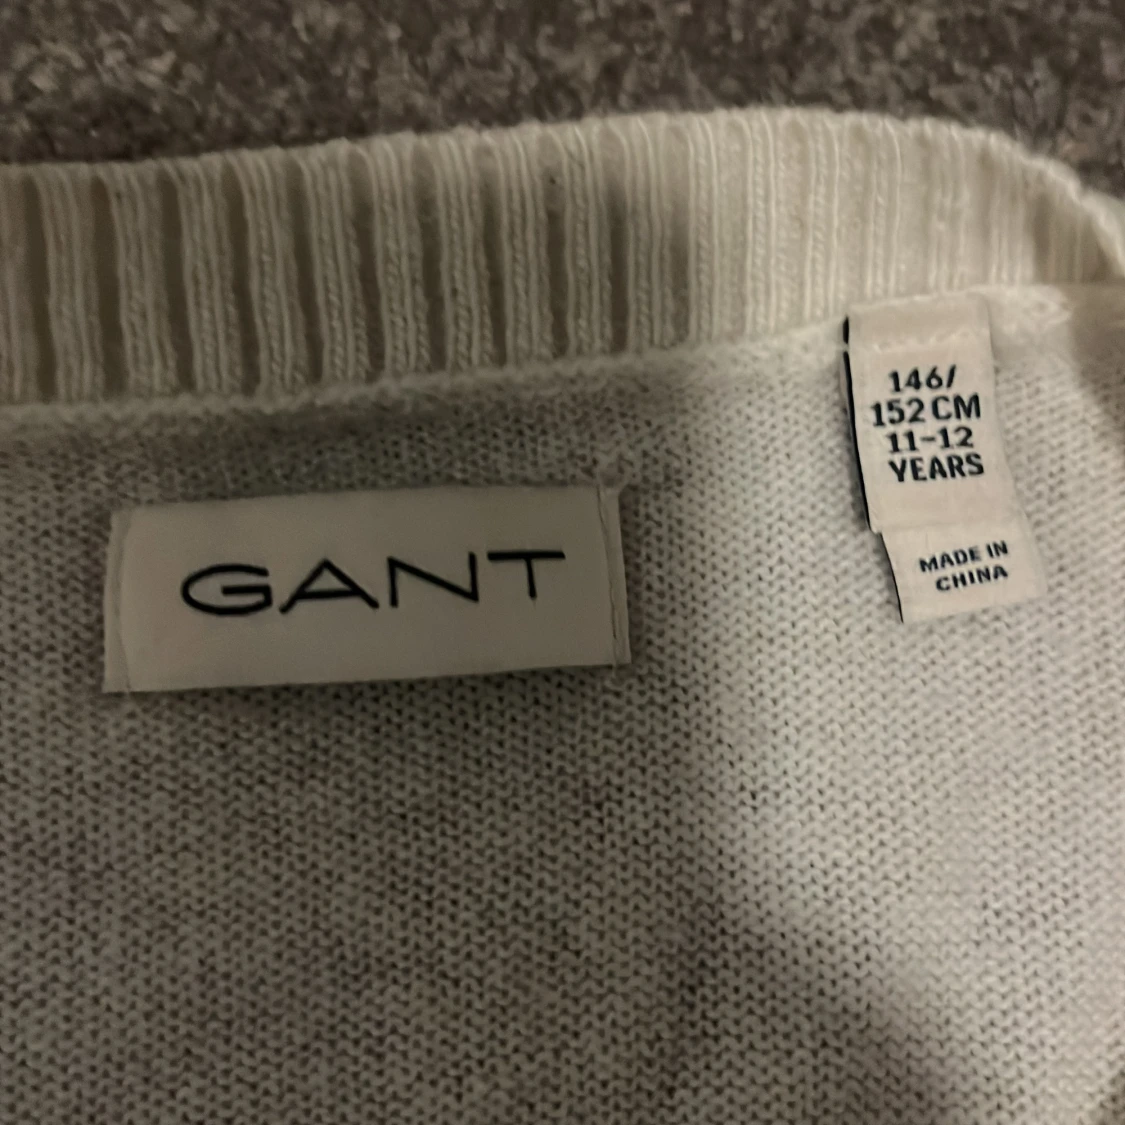 GANT
146/
152 CM
11-12
YEARS
MADE IN
CHINA